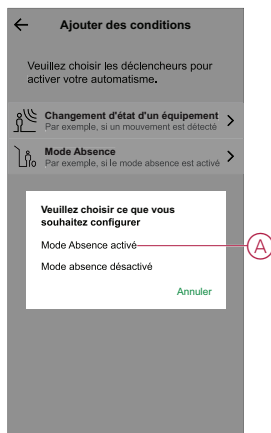 Ajouter des conditions
Veuillez choisir les déclencheurs pour
activer votre automatisme.
Changement d'état d'un équipement
Par exemple, si un mouvement est détecté
Mode Absence
Par exemple, si le mode absence est activé
Veuillez choisir ce que vous
souhaitez configurer
Mode Absence activé
A
Mode absence désactivé
Annuler